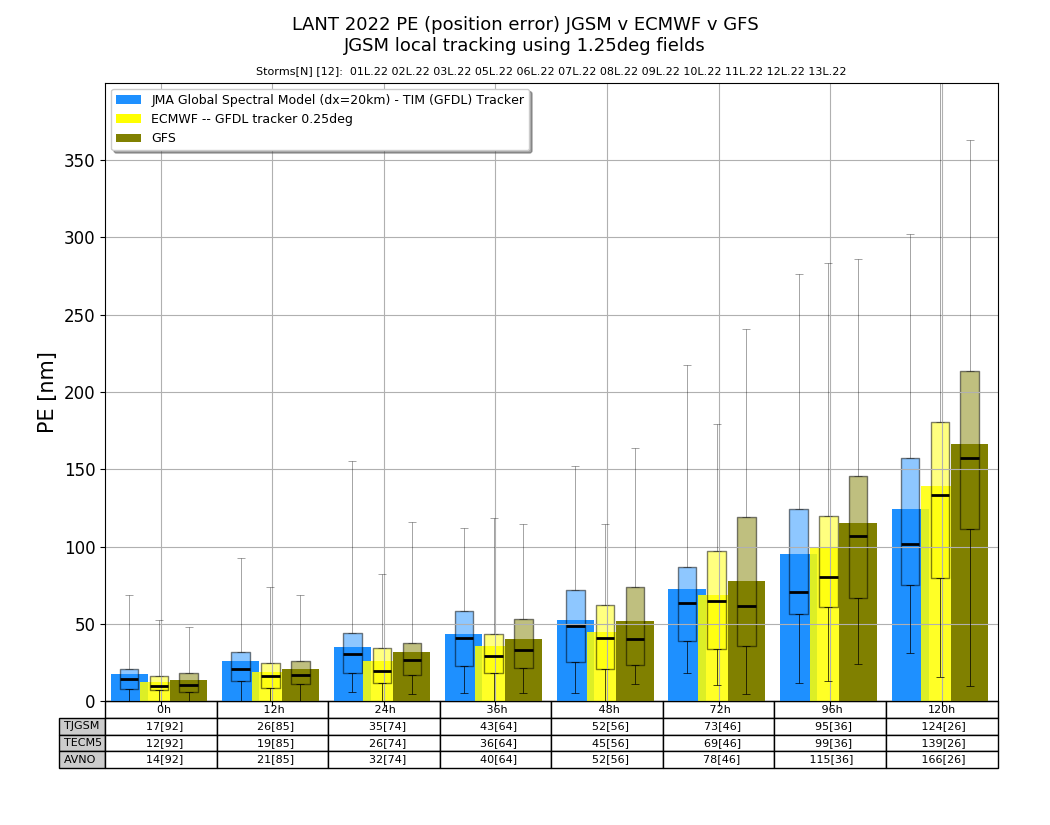 LANT 2022 PE (position error) JGSM v ECMWF v GFS
JGSM local tracking using 1.25deg fields
Storms[N] [12]: 01L.22 02L.22 03L.22 05L.22 06L.22 07L.22 08L.22 09L.22 10L.22 11L.22 12L.22 13L.22
JMA Global Spectral Model (dx=20km) - TIM (GFDL) Tracker
ECMWF -- GFDL tracker 0.25deg
GFS
PE [nm]
350
300
250
200
150
100
50
0
0h 12h 24h 36h 48h 72h 96h 120h
TJGSM 17[92] 26[85] 35[74] 43[64] 52[56] 73[46] 95[36] 124[26]
TECM5 12[92] 19[85] 26[74] 36[64] 45[56] 69[46] 99[36] 139[26]
AVNO 14[92] 21[85] 32[74] 40[64] 52[56] 78[46] 115[36] 166[26]